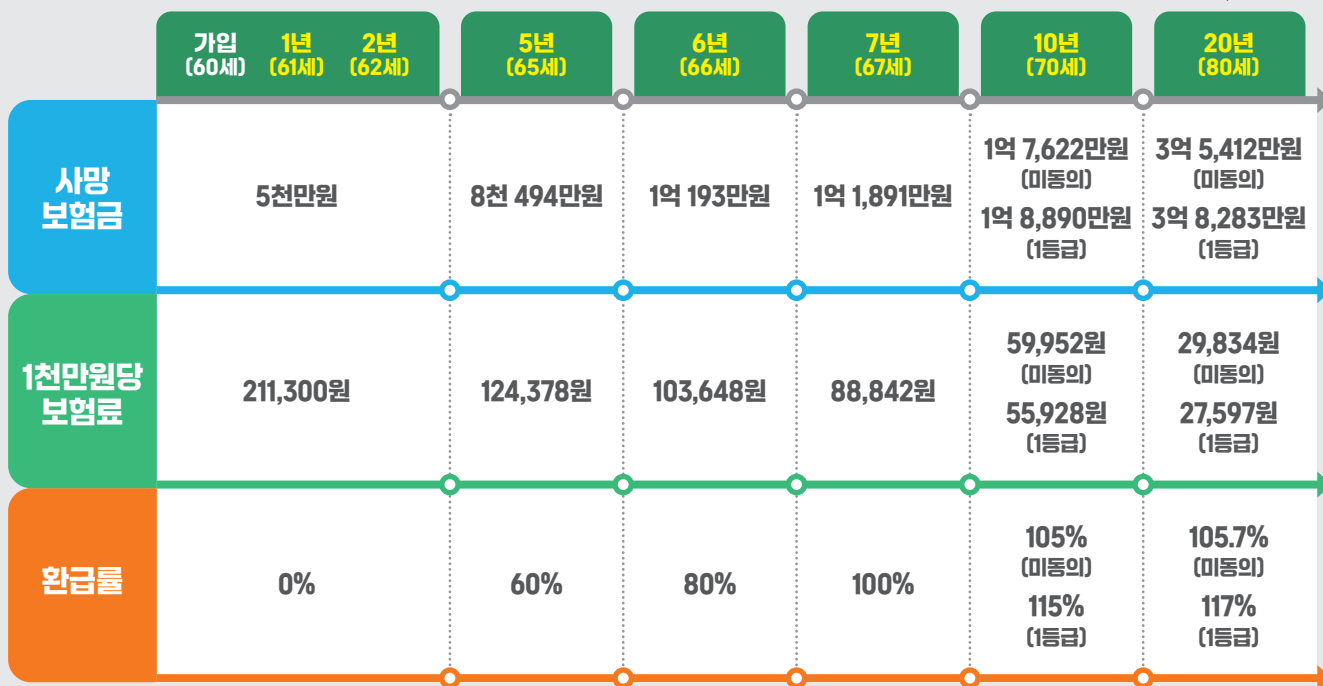 가입 1년 2년
(60세) (61세) (62세)
5년
(65세)
6년
(66세)
7년
(67세)
10년
(70세)
20년
(80세)
사망
보험금
5천만원
8천 494만원
1억 193만원
1억 1,891만원
1억 7,622만원
(미동의)
1억 8,890만원
(1등급)
3억 5,412만원
(미동의)
3억 8,283만원
(1등급)
1천만원당
보험료
211,300원
124,378원
103,648원
88,842원
59,952원
(미동의)
55,928원
(1등급)
29,834원
(미동의)
27,597원
(1등급)
환급률
0%
60%
80%
100%
105%
(미동의)
115%
(1등급)
105.7%
(미동의)
117%
(1등급)